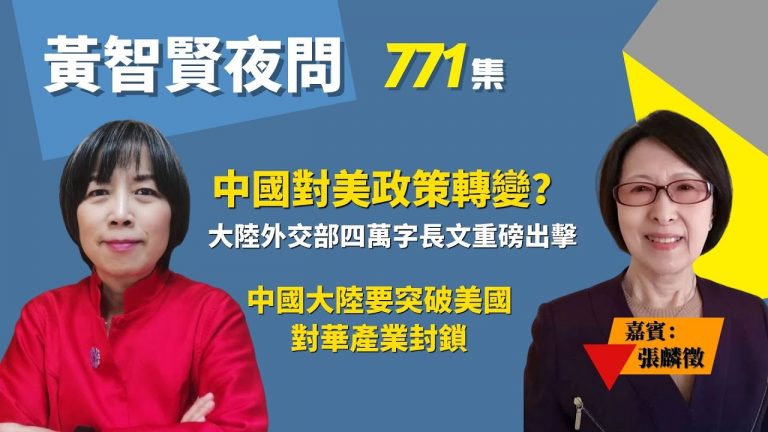 黃智賢夜問 771集
中國對美政策轉變？
大陸外交部四萬字長文重磅出擊
中國大陸要突破美國
對華產業封鎖
嘉賓：
張麟徵